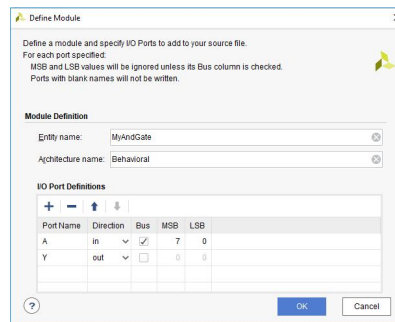 Define Module
Define a module and specify I/O Ports to add to your source file.
For each port specified:
MSB and LSB values will be ignored unless its Bus column is checked.
Ports with blank names will not be written.
Module Definition
Entity name: MyAndGate
Architecture name: Behavioral
I/O Port Definitions
Port Name Direction Bus MSB LSB
A in 7 0
Y out 0 0
? OK Cancel